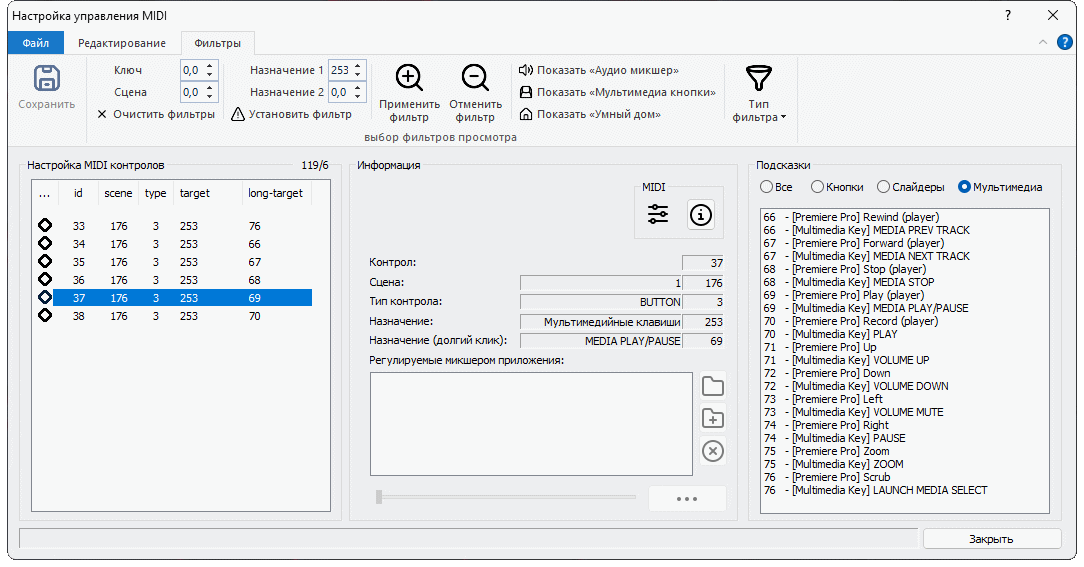 Настройка управления MIDI
?
Файл Редактирование Фильтры
?
Ключ 0,0 Назначение 1 253
Сцена 0,0 Назначение 2 0,0
Очистить фильтры Установить фильтр
Сохранить
Применить фильтр
Отменить фильтр
Показать «Аудио микшер»
Показать «Мультимедиа кнопки»
Показать «Умный дом»
Тип фильтра
выбор фильтров просмотра
Настройка MIDI контролов 119/6
... id scene type target long-target
33 176 3 253 76
34 176 3 253 66
35 176 3 253 67
36 176 3 253 68
37 176 3 253 69
38 176 3 253 70
Информация
MIDI
Контрол: 37
Сцена: 1 176
Тип контрола: BUTTON 3
Назначение: Мультимедийные клавиши 253
Назначение (долгий клик): MEDIA PLAY/PAUSE 69
Регулируемые микшером приложения:
...
Подсказки
Все Кнопки Слайдеры Мультимедиа
66 - [Premiere Pro] Rewind (player)
66 - [Multimedia Key] MEDIA PREV TRACK
67 - [Premiere Pro] Forward (player)
67 - [Multimedia Key] MEDIA NEXT TRACK
68 - [Premiere Pro] Stop (player)
68 - [Multimedia Key] MEDIA STOP
69 - [Premiere Pro] Play (player)
69 - [Multimedia Key] MEDIA PLAY/PAUSE
70 - [Premiere Pro] Record (player)
70 - [Multimedia Key] PLAY
71 - [Premiere Pro] Up
71 - [Multimedia Key] VOLUME UP
72 - [Premiere Pro] Down
72 - [Multimedia Key] VOLUME DOWN
73 - [Premiere Pro] Left
73 - [Multimedia Key] VOLUME MUTE
74 - [Premiere Pro] Right
74 - [Multimedia Key] PAUSE
75 - [Premiere Pro] Zoom
75 - [Multimedia Key] ZOOM
76 - [Premiere Pro] Scrub
76 - [Multimedia Key] LAUNCH MEDIA SELECT
Закрыть